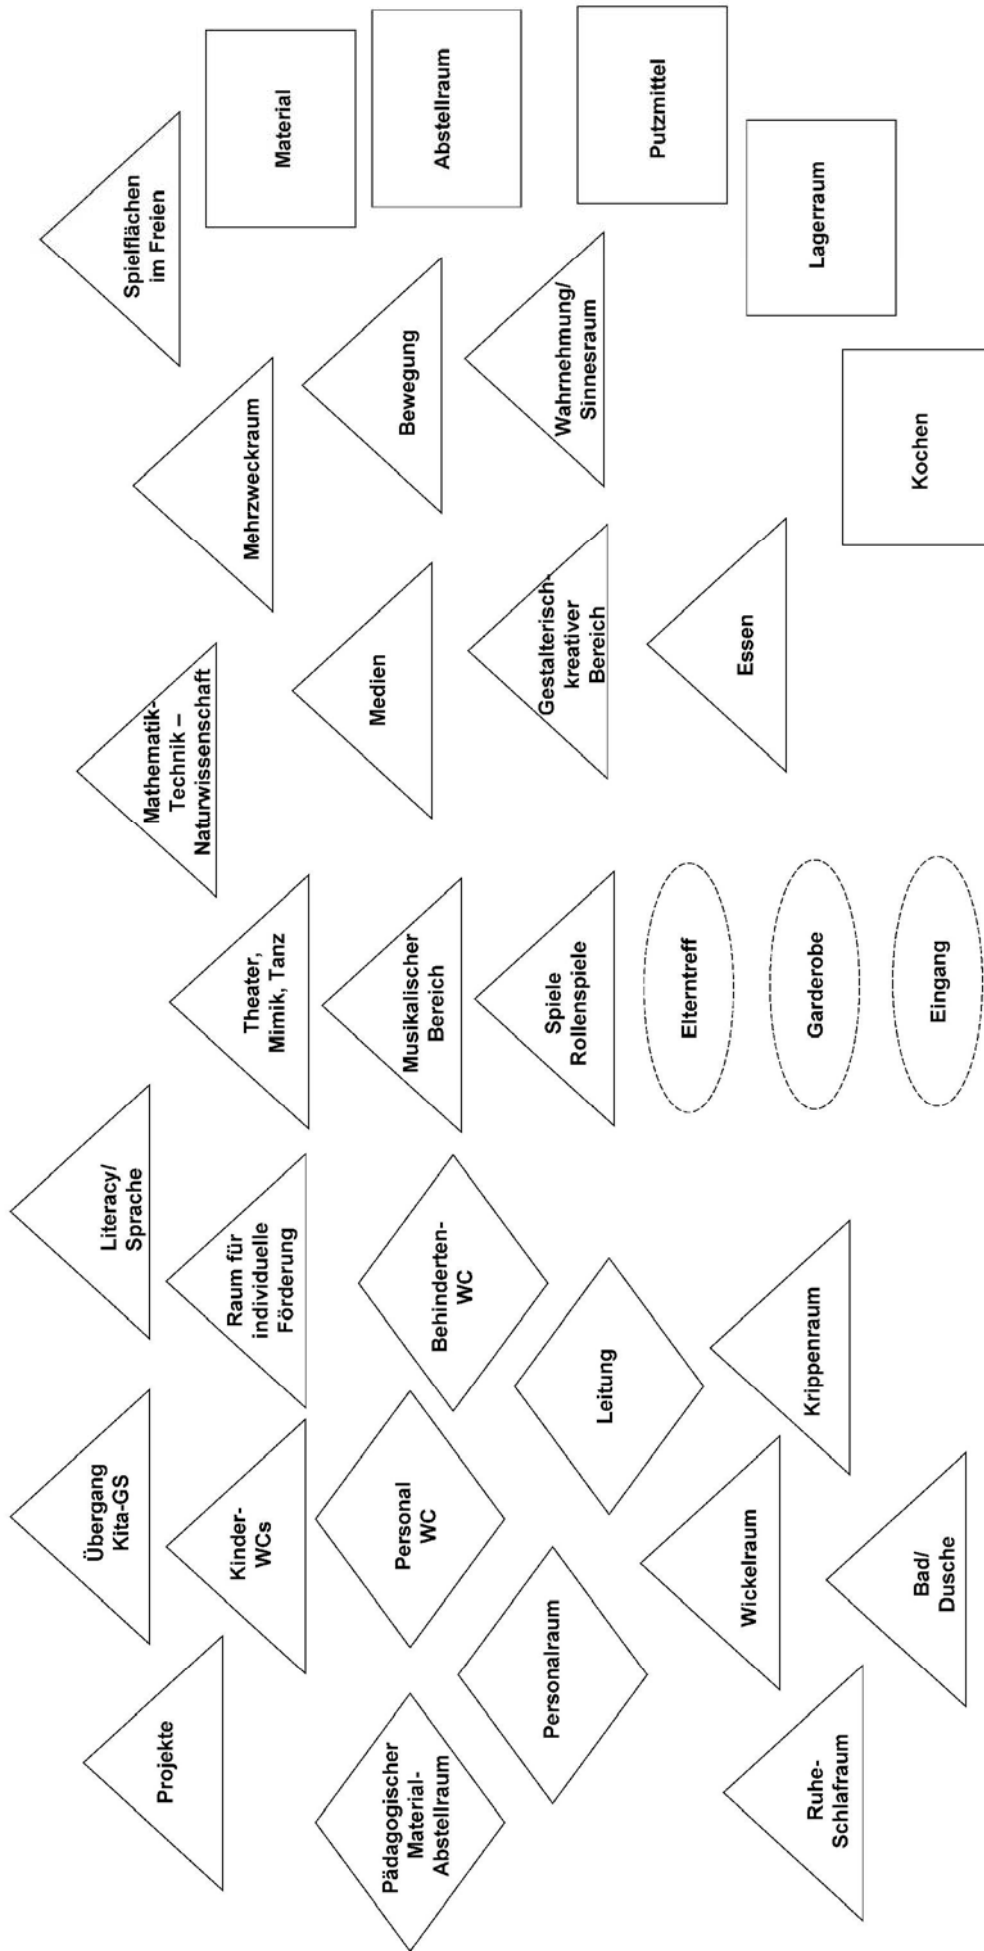 Projekte
Übergang
Kita-GS
Literacy/
Sprache
Mathematik-
Technik –
Naturwissenschaft
Mehrzweckraum
Spielflächen
im Freien
Kinder-
WCs
Raum für
individuelle
Förderung
Theater,
Mimik, Tanz
Material
Pädagogischer
Material-
Abstellraum
Personal
WC
Behinderten-
WC
Musikalischer
Bereich
Medien
Bewegung
Abstellraum
Personalraum
Leitung
Spiele
Rollenspiele
Gestalterisch-
kreativer
Bereich
Wahrnehmung/
Sinnesraum
Putzmittel
Wickelraum
Krippenraum
Elterntreff
Essen
Lagerraum
Ruhe-
Schlafraum
Bad/
Dusche
Garderobe
Eingang
Kochen